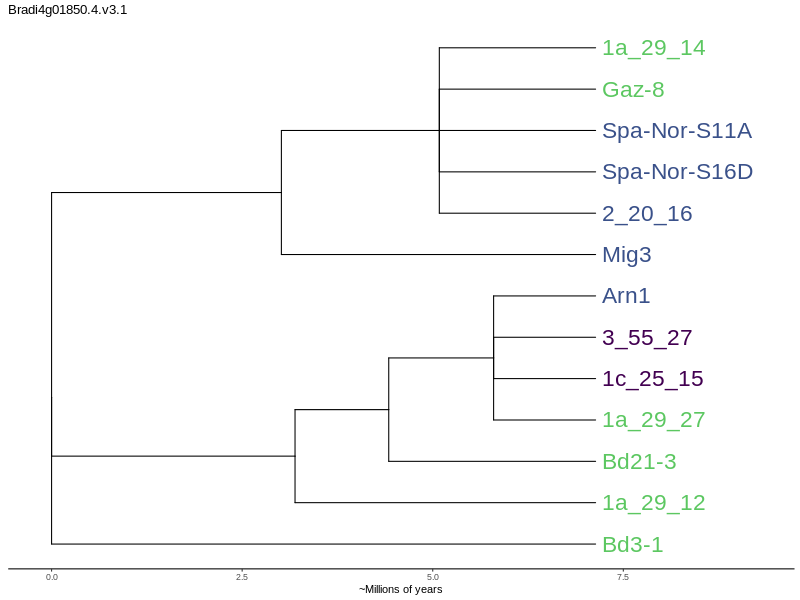 Bradi4g01850.4.v3.1
1a_29_14
Gaz-8
Spa-Nor-S11A
Spa-Nor-S16D
2_20_16
Mig3
Arn1
3_55_27
1c_25_15
1a_29_27
Bd21-3
1a_29_12
Bd3-1
0.0 2.5 5.0 7.5
~Millions of years